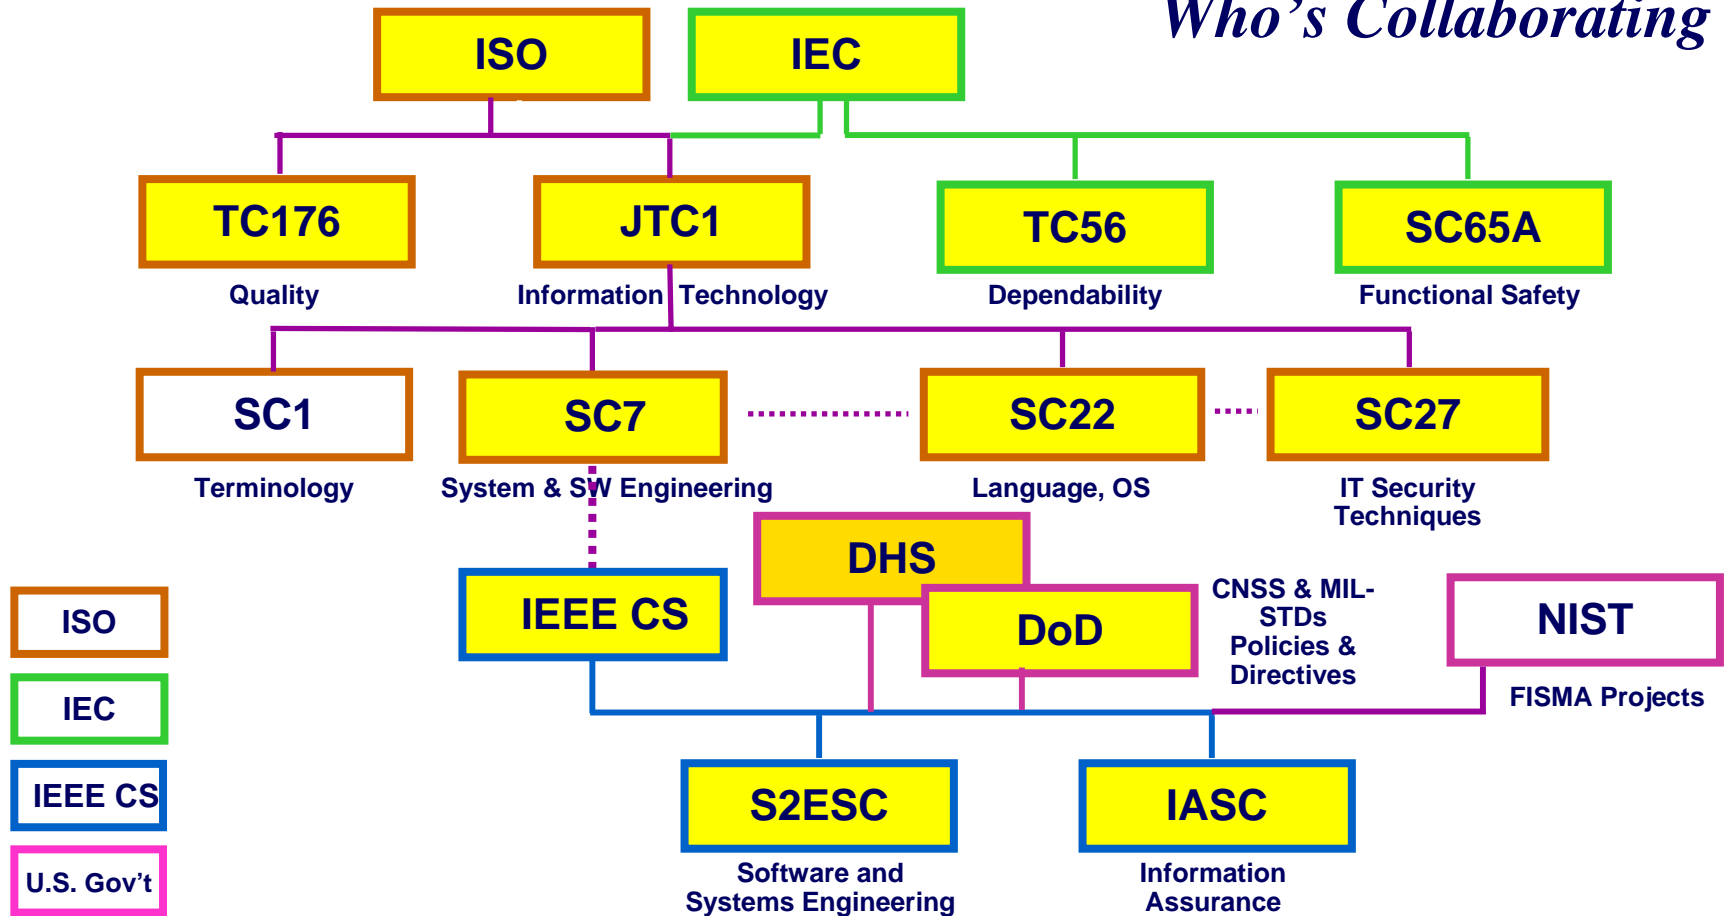 Who's Collaborating
ISO
IEC
TC176
JTC1
TC56
SC65A
Quality
Information Technology
Dependability
Functional Safety
SC1
SC7
SC22
SC27
Terminology
System & SW Engineering
Language, OS
IT Security
Techniques
DHS
IEEE CS
DoD
CNSS & MIL-
STDs
Policies &
Directives
NIST
FISMA Projects
ISO
IEC
IEEE CS
U.S. Gov't
S2ESC
IASC
Software and
Systems Engineering
Information
Assurance